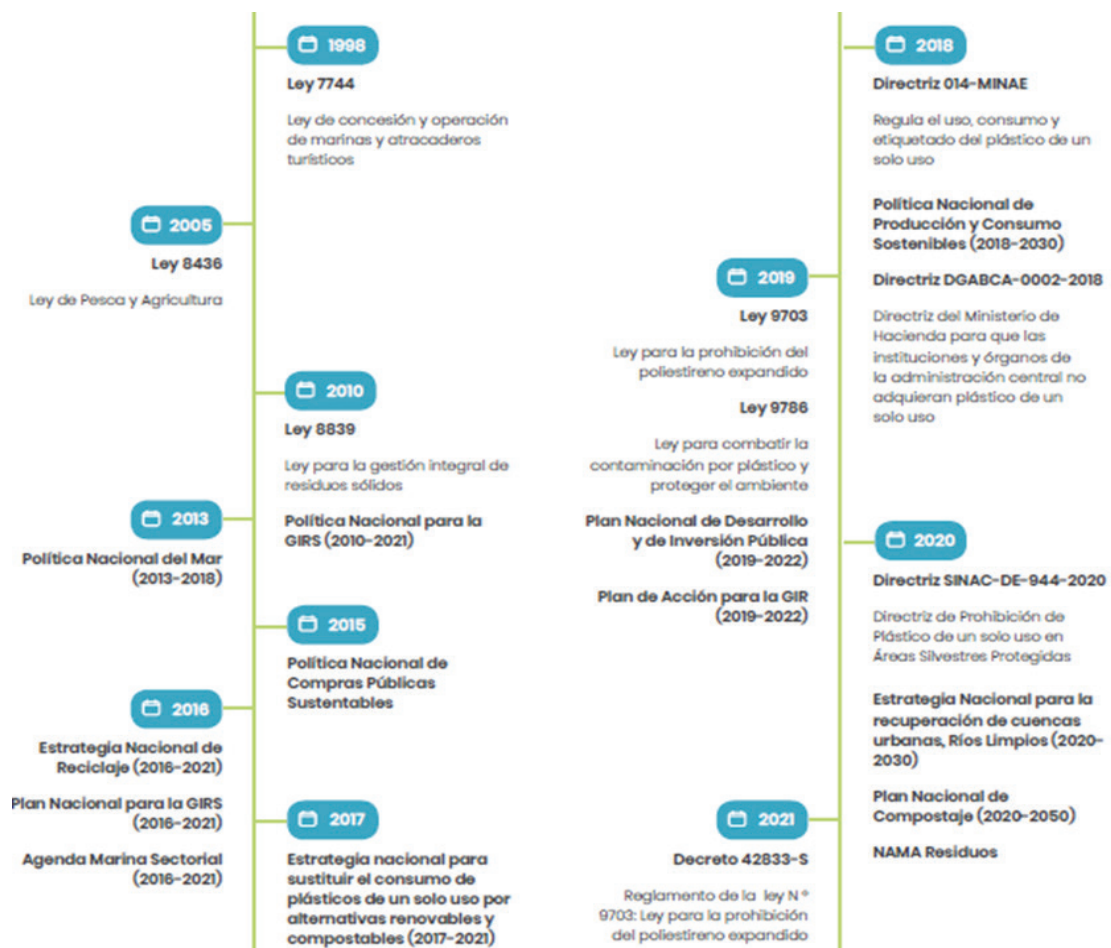 1998
Ley 7744
Ley de concesión y operación
de marinas y atracaderos
turísticos
2005
Ley 8436
Ley de Pesca y Agricultura
2010
Ley 8839
Ley para la gestión integral de
residuos sólidos
Política Nacional para la
GIRS (2010-2021)
2013
Política Nacional del Mar
(2013-2018)
2015
Política Nacional de
Compras Públicas
Sustentables
2016
Estrategia Nacional de
Reciclaje (2016-2021)
Plan Nacional para la GIRS
(2016-2021)
Agenda Marina Sectorial
(2016-2021)
2017
Estrategia nacional para
sustituir el consumo de
plásticos de un solo uso por
alternativas renovables y
compostables (2017-2021)
2018
Directriz 014-MINAE
Regula el uso, consumo y
etiquetado del plástico de un
solo uso
Política Nacional de
Producción y Consumo
Sostenibles (2018-2030)
Directriz DGABCA-0002-2018
Directriz del Ministerio de
Hacienda para que las
instituciones y órganos de
la administración central no
adquieran plástico de un
solo uso
2019
Ley 9703
Ley para la prohibición del
poliestireno expandido
Ley 9786
Ley para combatir la
contaminación por plástico y
proteger el ambiente
Plan Nacional de Desarrollo
y de Inversión Pública
(2019-2022)
Plan de Acción para la GIR
(2019-2022)
2020
Directriz SINAC-DE-944-2020
Directriz de Prohibición de
Plástico de un solo uso en
Áreas Silvestres Protegidas
Estrategia Nacional para la
recuperación de cuencas
urbanas, Ríos Limpios (2020-
2030)
Plan Nacional de
Compostaje (2020-2050)
NAMA Residuos
2021
Decreto 42833-S
Reglamento de la ley N °
9703: Ley para la prohibición
del poliestireno expandido